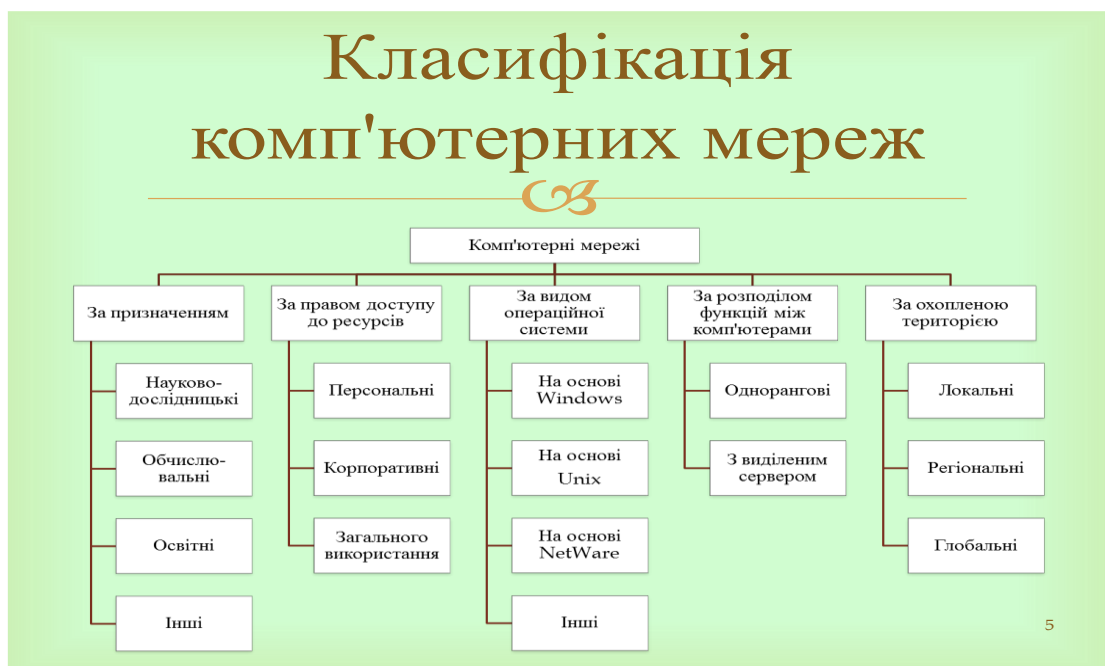 Класифікація
комп'ютерних мереж
Комп'ютерні мережі
За призначенням
Науково-
дослідницькі
Обчислю-
вальні
Освітні
Інші
За правом доступу
до ресурсів
Персональні
Корпоративні
Загального
використання
За видом
операційної
системи
На основі
Windows
На основі
Unix
На основі
NetWare
Інші
За розподілом
функцій між
комп'ютерами
Однорангові
З виділеним
сервером
За охопленою
територією
Локальні
Регіональні
Глобальні
5